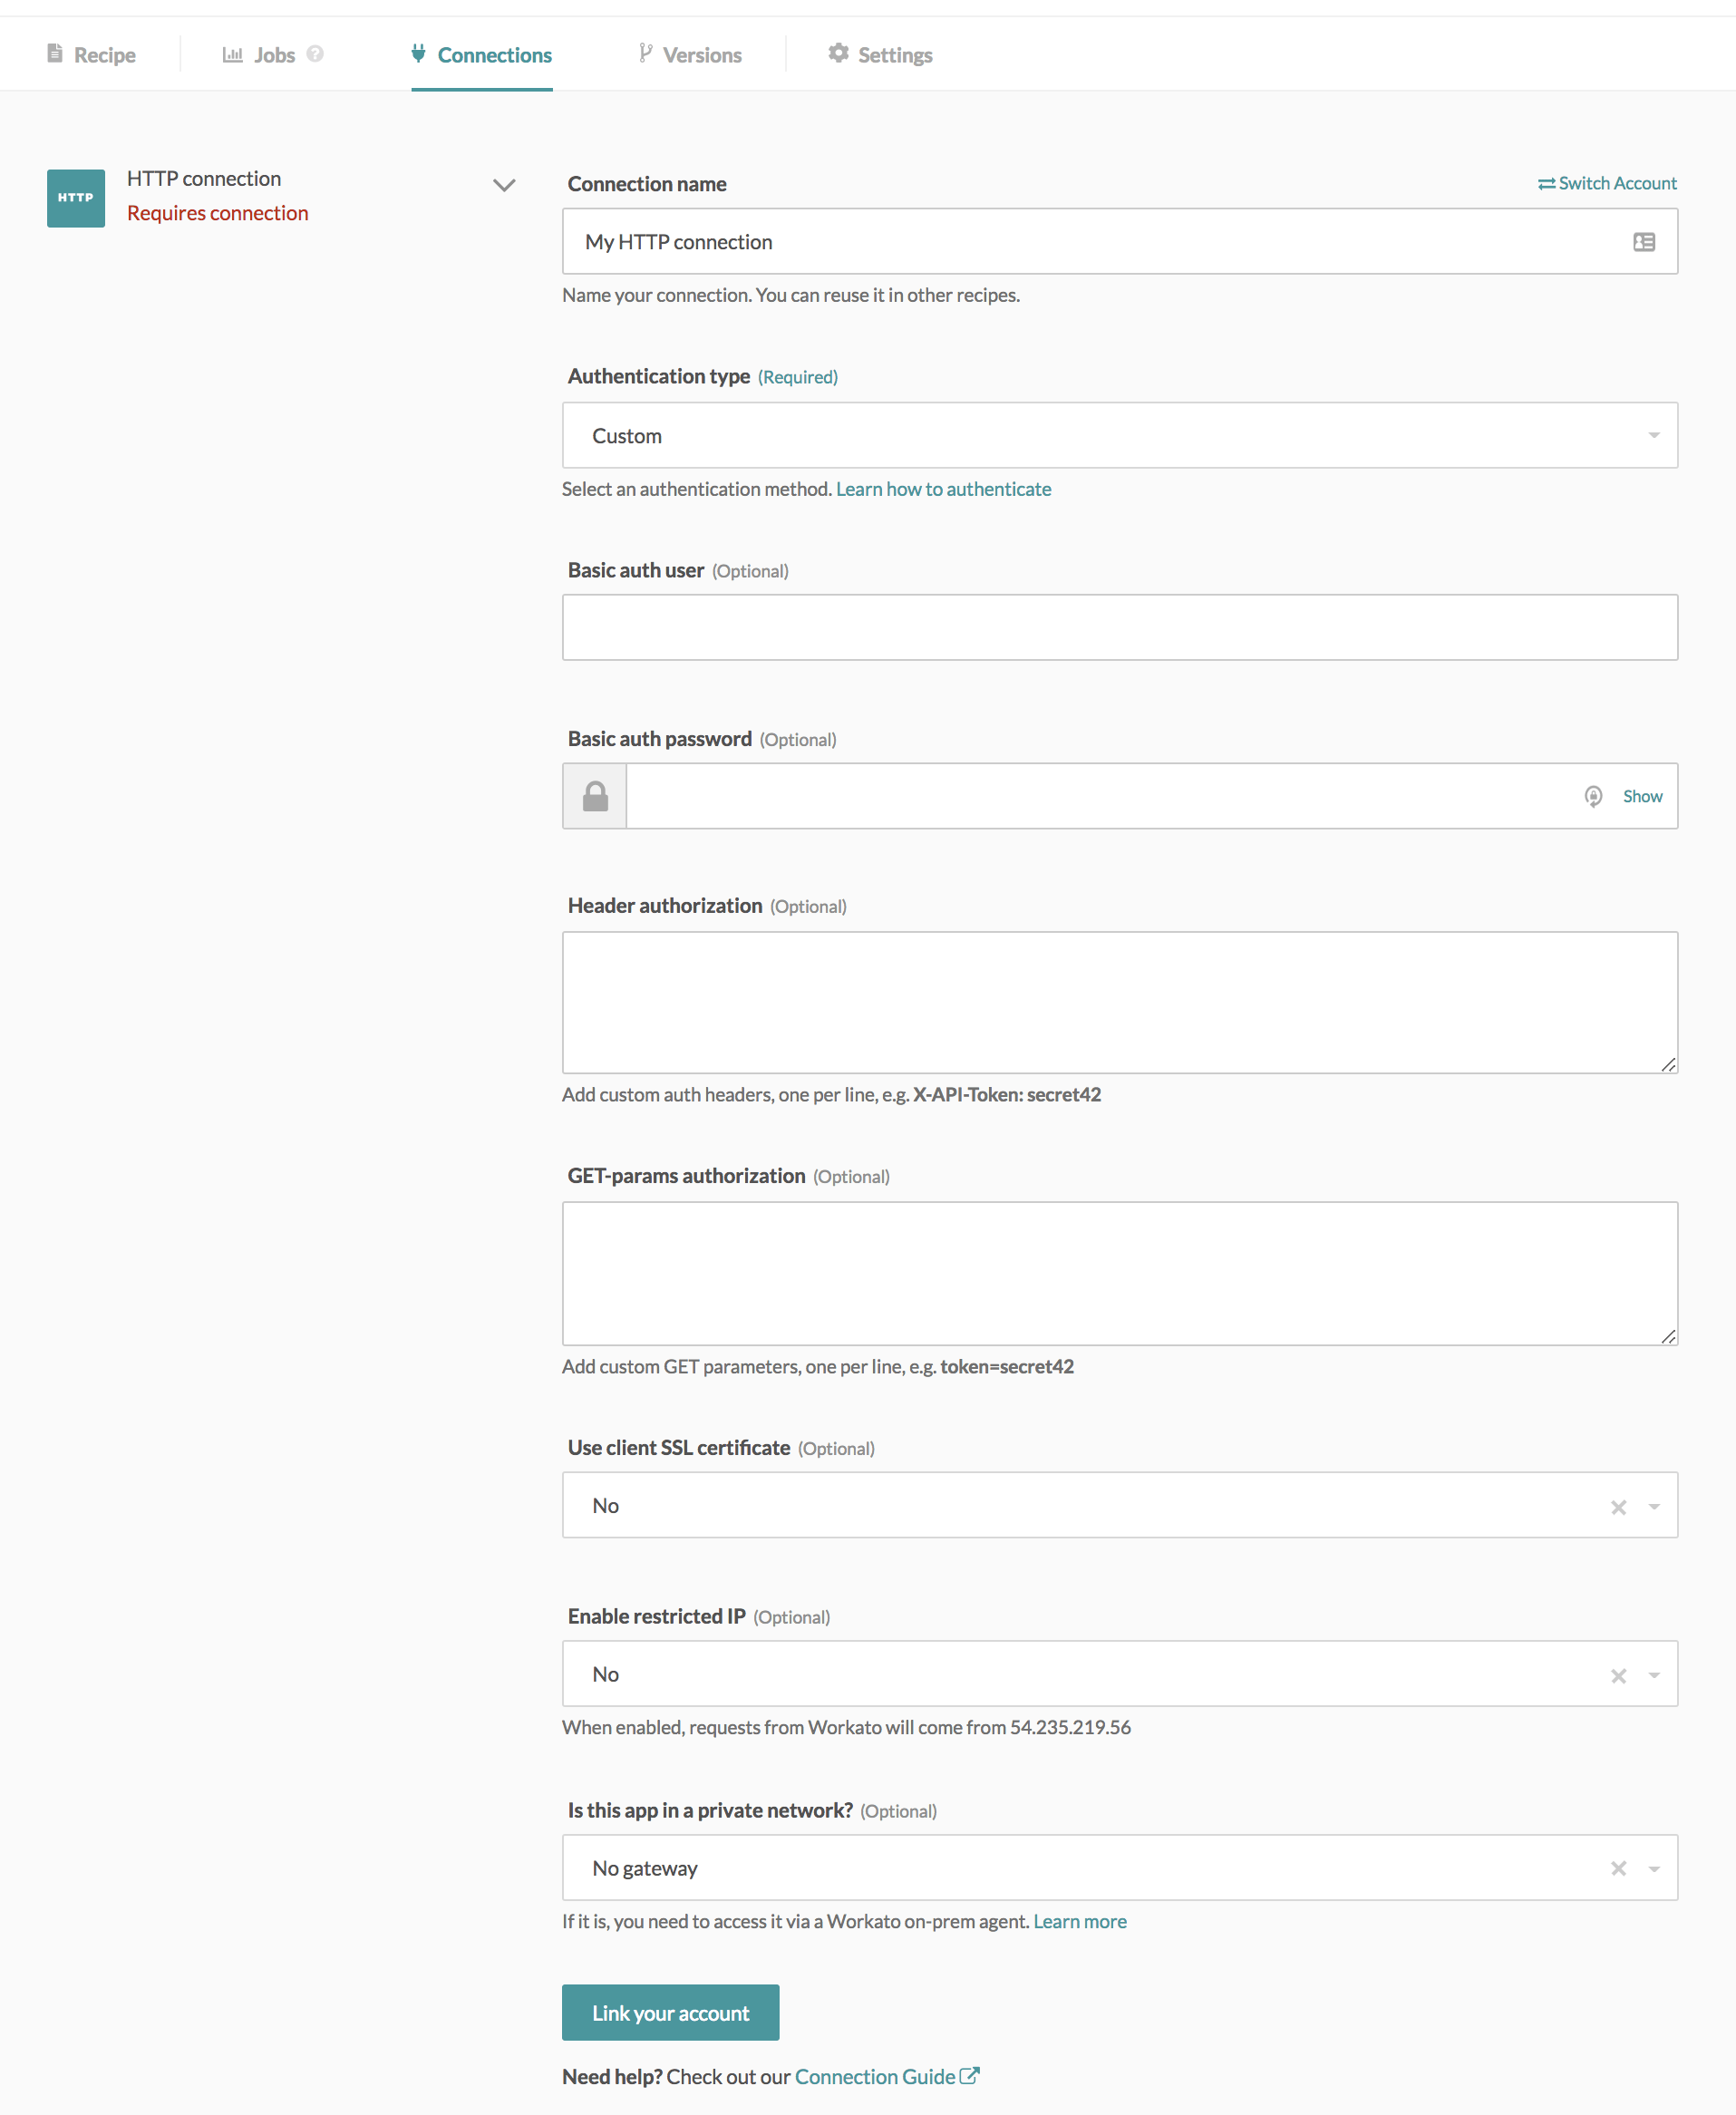 Recipe Jobs ? Connections Versions Settings
HTTP
HTTP connection
Requires connection
Connection name Switch Account
My HTTP connection
Name your connection. You can reuse it in other recipes.
Authentication type (Required)
Custom
Select an authentication method. Learn how to authenticate
Basic auth user (Optional)
Basic auth password (Optional)
Show
Header authorization (Optional)
Add custom auth headers, one per line, e.g. X-API-Token: secret42
GET-params authorization (Optional)
Add custom GET parameters, one per line, e.g. token=secret42
Use client SSL certificate (Optional)
No
Enable restricted IP (Optional)
No
When enabled, requests from Workato will come from 54.235.219.56
Is this app in a private network? (Optional)
No gateway
If it is, you need to access it via a Workato on-prem agent. Learn more
Link your account
Need help? Check out our Connection Guide